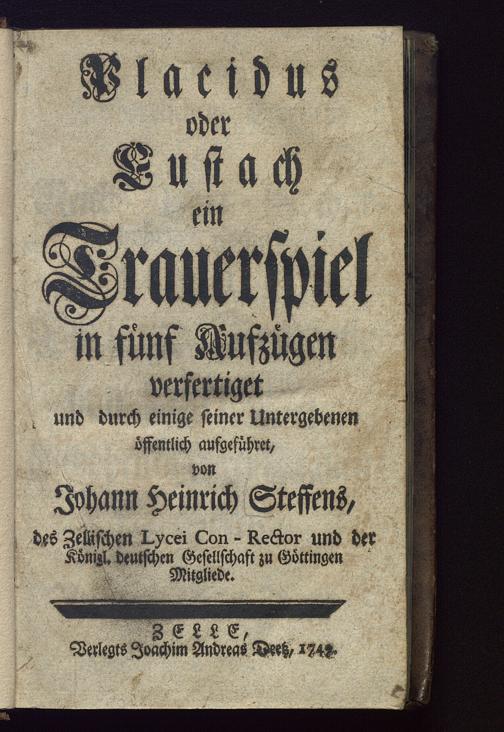 Placidus
oder
Eustach
ein
Trauerſpiel
in fünf Aufzügen
verfertiget
und durch einige ſeiner Untergebenen
öffentlich aufgeführet,
von
Johann Heinrich Steffens,
des Zelliſchen Lycei Con-Rector und der
Königl. deutſchen Geſellſchaft zu Göttingen
Mitgliede.
ZELLE,
Verlegts Joachim Andreas Deetz, 1749.